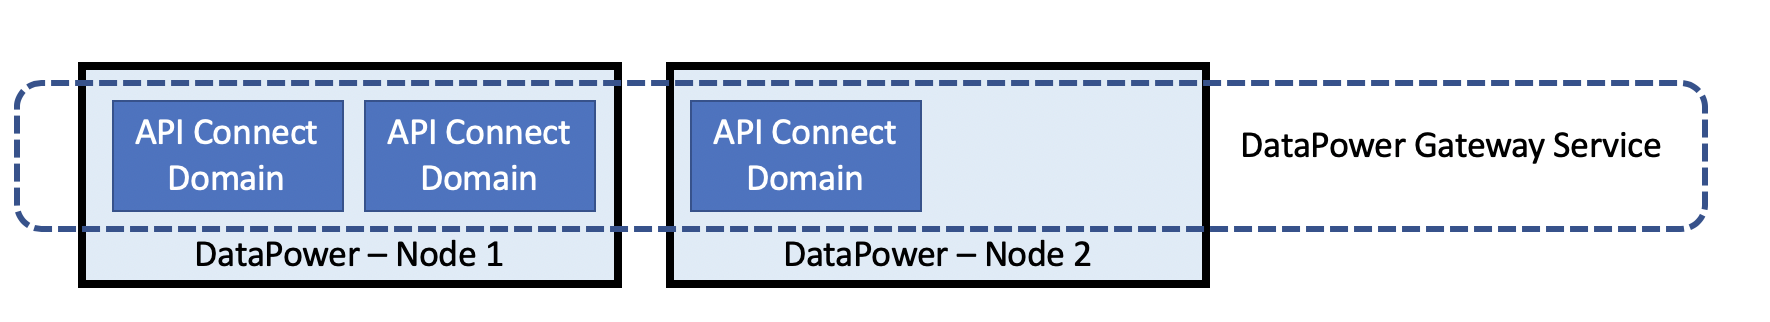 API Connect
Domain
API Connect
Domain
API Connect
Domain
DataPower Gateway Service
DataPower – Node 1
DataPower – Node 2